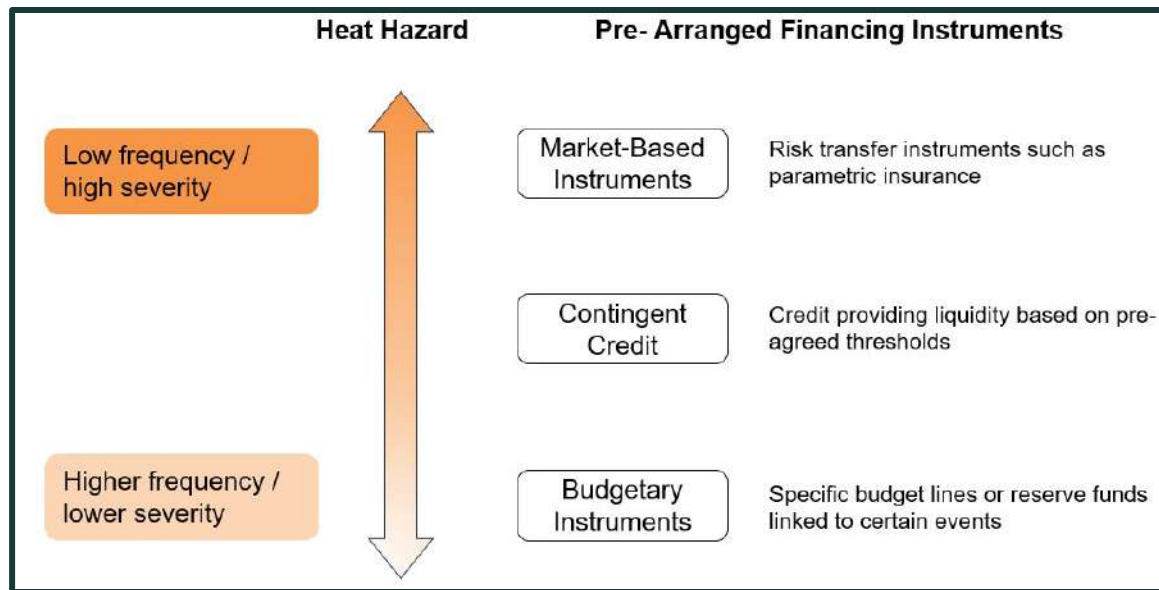 Heat Hazard
Pre- Arranged Financing Instruments
Low frequency /
high severity
Market-Based
Instruments
Risk transfer instruments such as
parametric insurance
Contingent
Credit
Credit providing liquidity based on pre-
agreed thresholds
Higher frequency /
lower severity
Budgetary
Instruments
Specific budget lines or reserve funds
linked to certain events